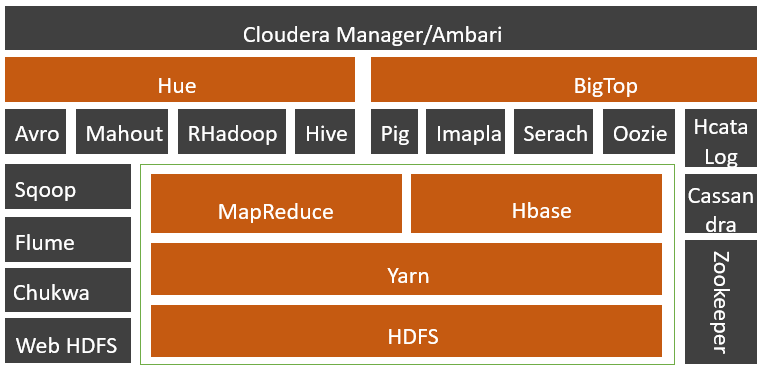 Cloudera Manager/Ambari
Hue
BigTop
Avro
Mahout
RHadoop
Hive
Pig
Imapla
Serach
Oozie
Hcata
Log
Sqoop
Flume
Chukwa
Web HDFS
MapReduce
Hbase
Yarn
HDFS
Cassan
dra
Zookeeper